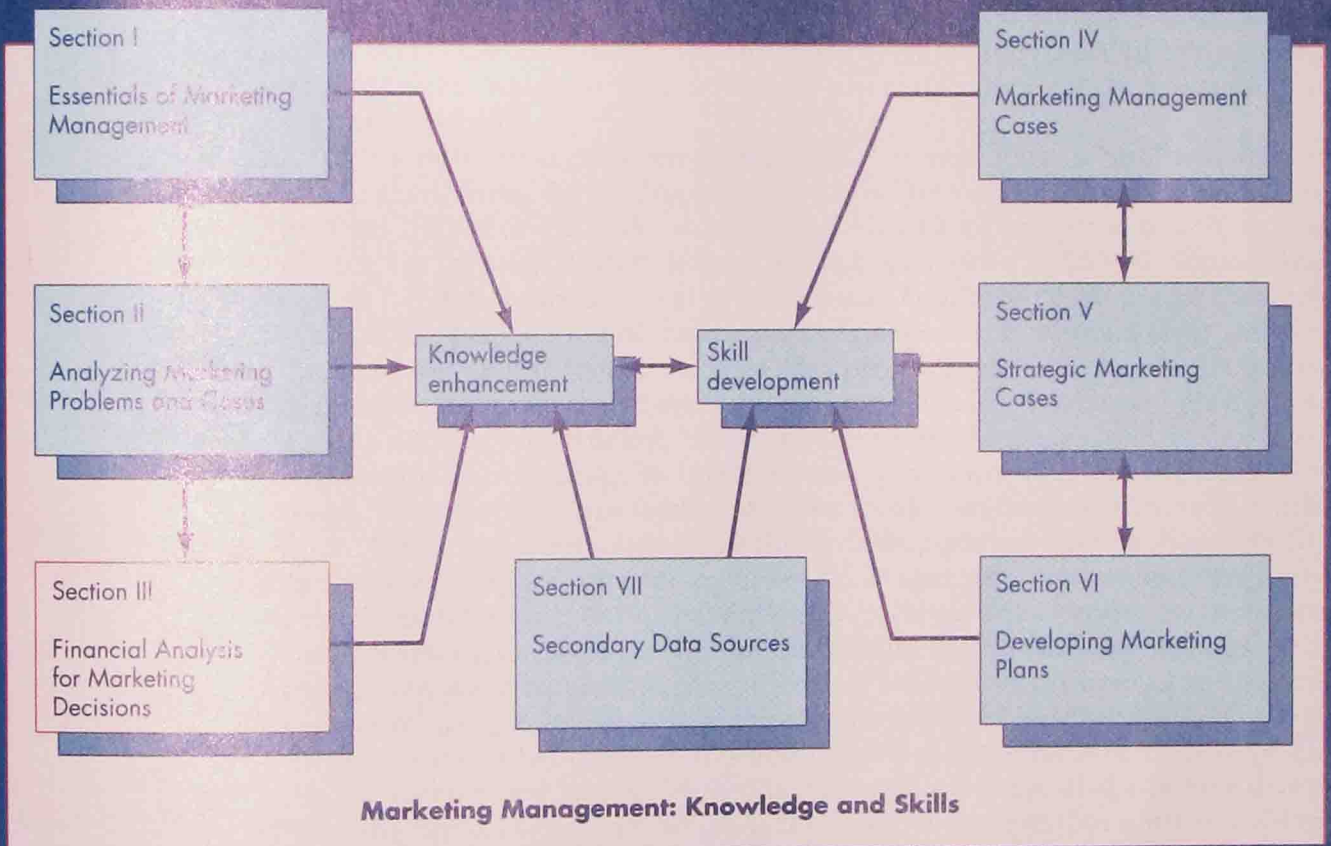 Section I
Essentials of Marketing
Management
Section II
Analyzing Marketing
Problems and Cases
Section III
Financial Analysis
for Marketing
Decisions
Knowledge
enhancement
Skill
development
Section VII
Secondary Data Sources
Section IV
Marketing Management
Cases
Section V
Strategic Marketing
Cases
Section VI
Developing Marketing
Plans
Marketing Management: Knowledge and Skills